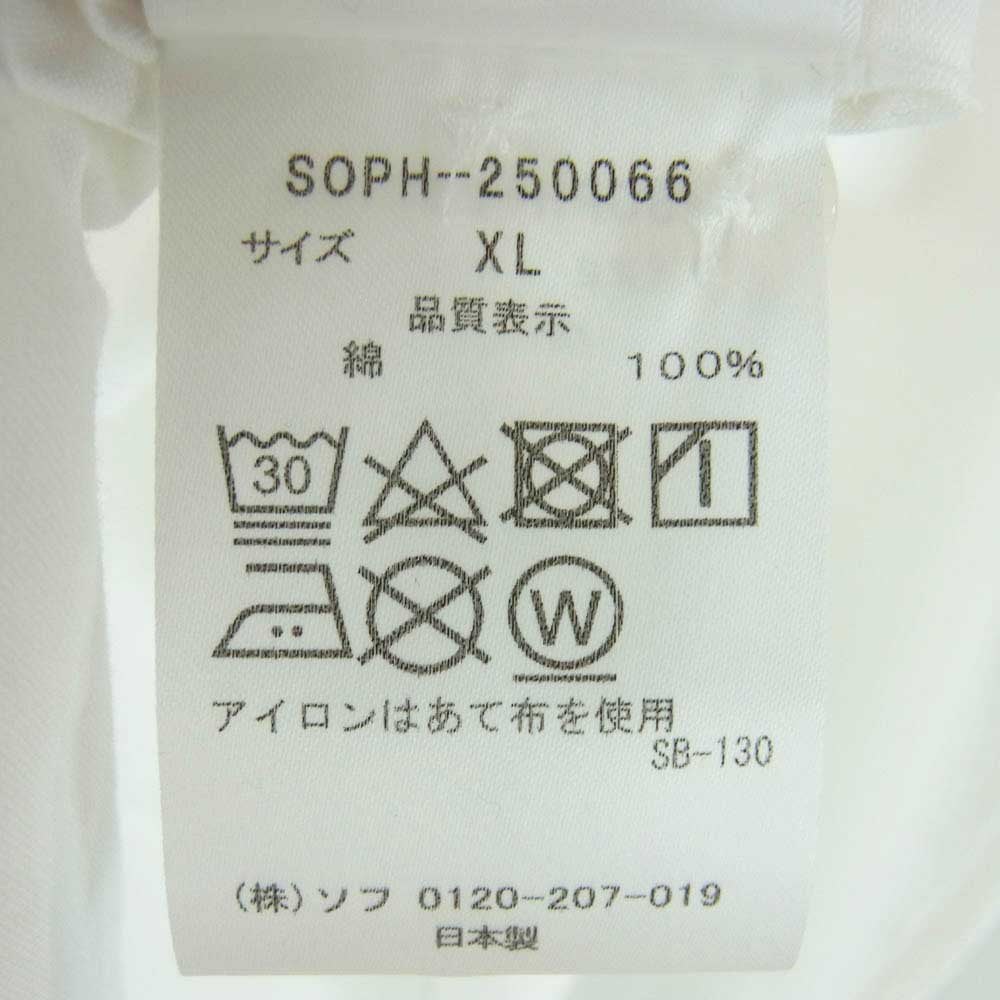 SOPH--250066
サイズ XL
品質表示
綿 100%
30
W
アイロンはあて布を使用
SB-130
(株)ソフ 0120-207-019
日本製